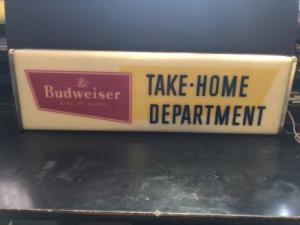 Budweiser
KING OF BEERS
TAKE-HOME
DEPARTMENT